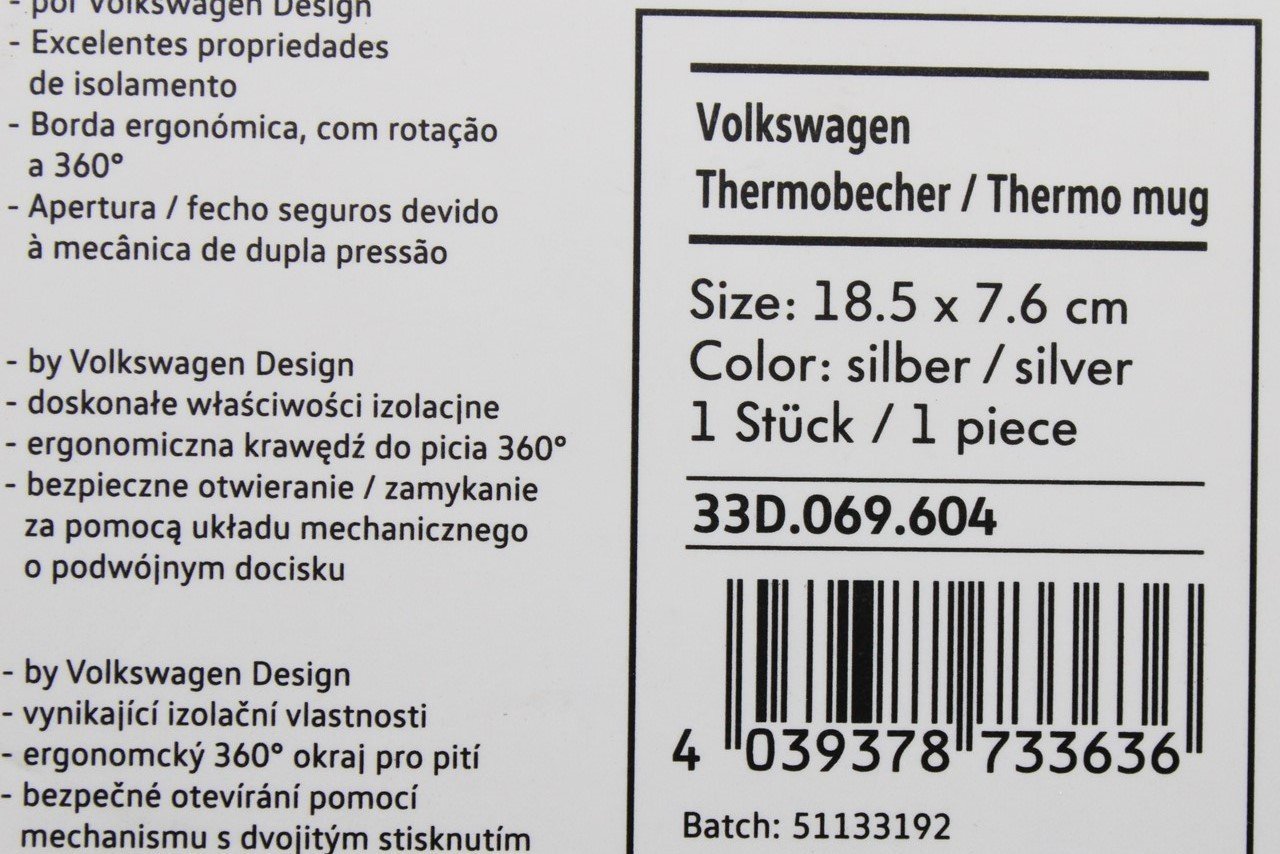 - por Volkswagen Design
- Excelentes propriedades
de isolamento
- Borda ergonómica, com rotação
a 360°
- Apertura / fecho seguros devido
à mecânica de dupla pressão
- by Volkswagen Design
- doskonałe właściwości izolacjne
- ergonomiczna krawędź do picia 360°
- bezpieczne otwieranie / zamykanie
za pomocą układu mechanicznego
o podwójnym docisku
- by Volkswagen Design
- vynikající izolační vlastnosti
- ergonomcký 360° okraj pro pití
- bezpečné otevírání pomocí
mechanismu s dvojitým stisknutím
Volkswagen
Thermobecher / Thermo mug
Size: 18.5 x 7.6 cm
Color: silber / silver
1 Stück / 1 piece
33D.069.604
4 039378 733636
Batch: 51133192